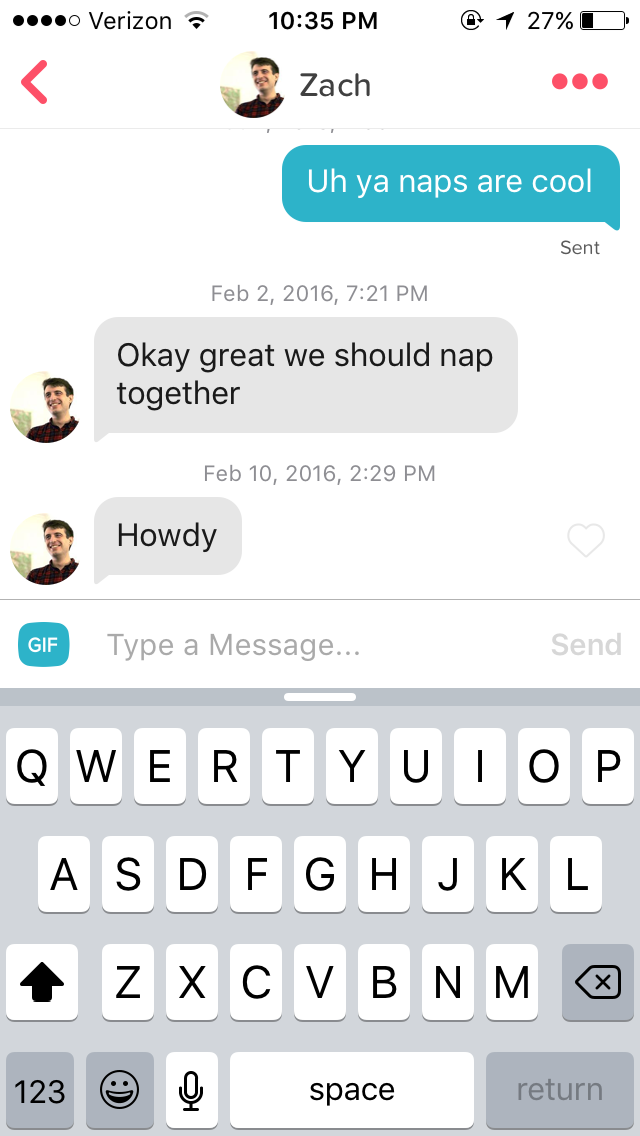 Verizon 10:35 PM 27%
Zach
Uh ya naps are cool
Sent
Feb 2, 2016, 7:21 PM
Okay great we should nap
together
Feb 10, 2016, 2:29 PM
Howdy
GIF Type a Message... Send
Q W E R T Y U I O P
A S D F G H J K L
Z X C V B N M
123 space return